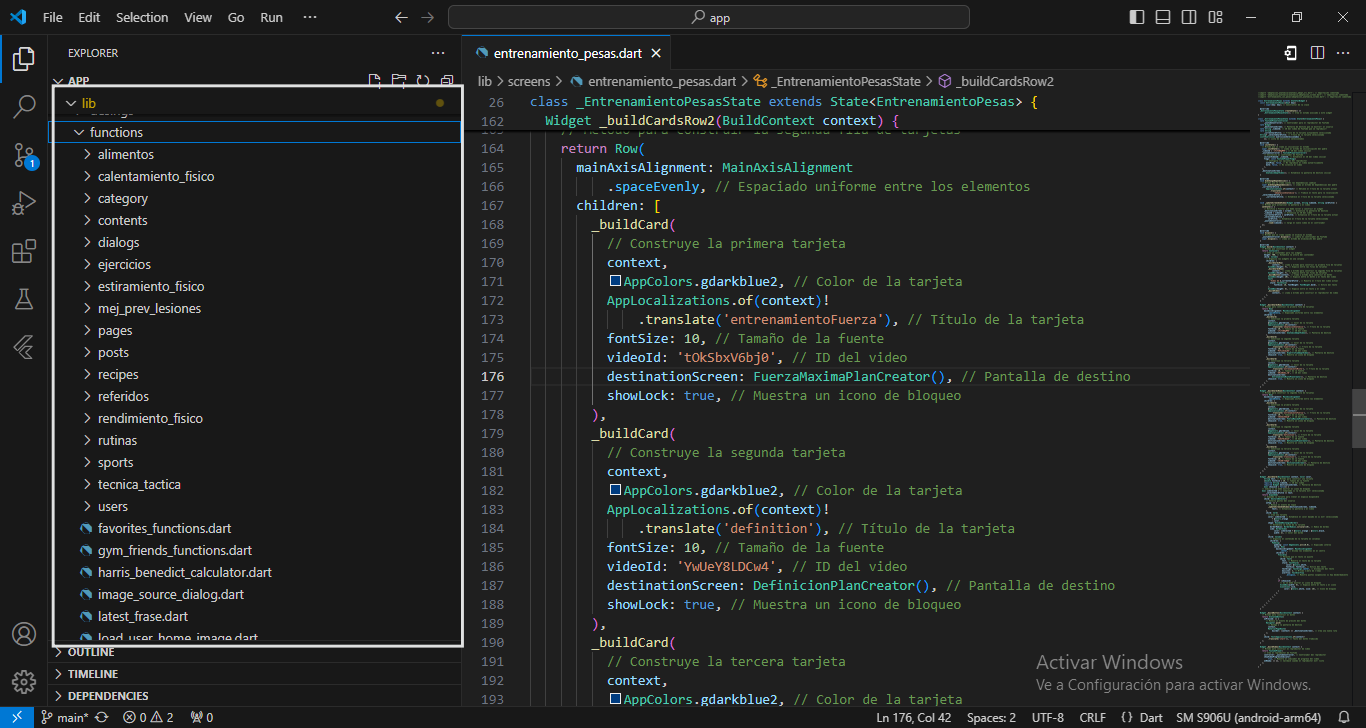 File Edit Selection View Go Run ··· app
EXPLORER ···
entrenamiento_pesas.dart
APP
lib
functions
alimentos
calentamiento_fisico
category
contents
dialogs
ejercicios
estiramiento_fisico
mej_prev_lesiones
pages
posts
recipes
referidos
rendimiento_fisico
rutinas
sports
tecnica_tactica
users
favorites_functions.dart
gym_friends_functions.dart
harris_benedict_calculator.dart
image_source_dialog.dart
latest_frase.dart
load_user_home_image.dart
OUTLINE
TIMELINE
DEPENDENCIES
1
lib > screens > entrenamiento_pesas.dart > _EntrenamientoPesasState > _buildCardsRow2
26 class _EntrenamientoPesasState extends State<EntrenamientoPesas> {
162 Widget _buildCardsRow2(BuildContext context) {
163 // Método para construir la segunda fila de tarjetas
164 return Row(
165 mainAxisAlignment: MainAxisAlignment
166 .spaceEvenly, // Espaciado uniforme entre los elementos
167 children: [
168 _buildCard(
169 // Construye la primera tarjeta
170 context,
171 AppColors.gdarkblue2, // Color de la tarjeta
172 AppLocalizations.of(context)!
173 .translate('entrenamientoFuerza'), // Título de la tarjeta
174 fontSize: 10, // Tamaño de la fuente
175 videoId: 'tOkSbxV6bj0', // ID del video
176 destinationScreen: FuerzaMaximaPlanCreator(), // Pantalla de destino
177 showLock: true, // Muestra un icono de bloqueo
178 ),
179 _buildCard(
180 // Construye la segunda tarjeta
181 context,
182 AppColors.gdarkblue2, // Color de la tarjeta
183 AppLocalizations.of(context)!
184 .translate('definition'), // Título de la tarjeta
185 fontSize: 10, // Tamaño de la fuente
186 videoId: 'YwUeY8LDCw4', // ID del video
187 destinationScreen: DefinicionPlanCreator(), // Pantalla de destino
188 showLock: true, // Muestra un icono de bloqueo
189 ),
190 _buildCard(
191 // Construye la tercera tarjeta
192 context,
193 AppColors.gdarkblue2, // Color de la tarjeta
Activar Windows
Ve a Configuración para activar Windows.
main* 0 2 0 Ln 176, Col 42 Spaces: 2 UTF-8 CRLF {} Dart SM S906U (android-arm64)